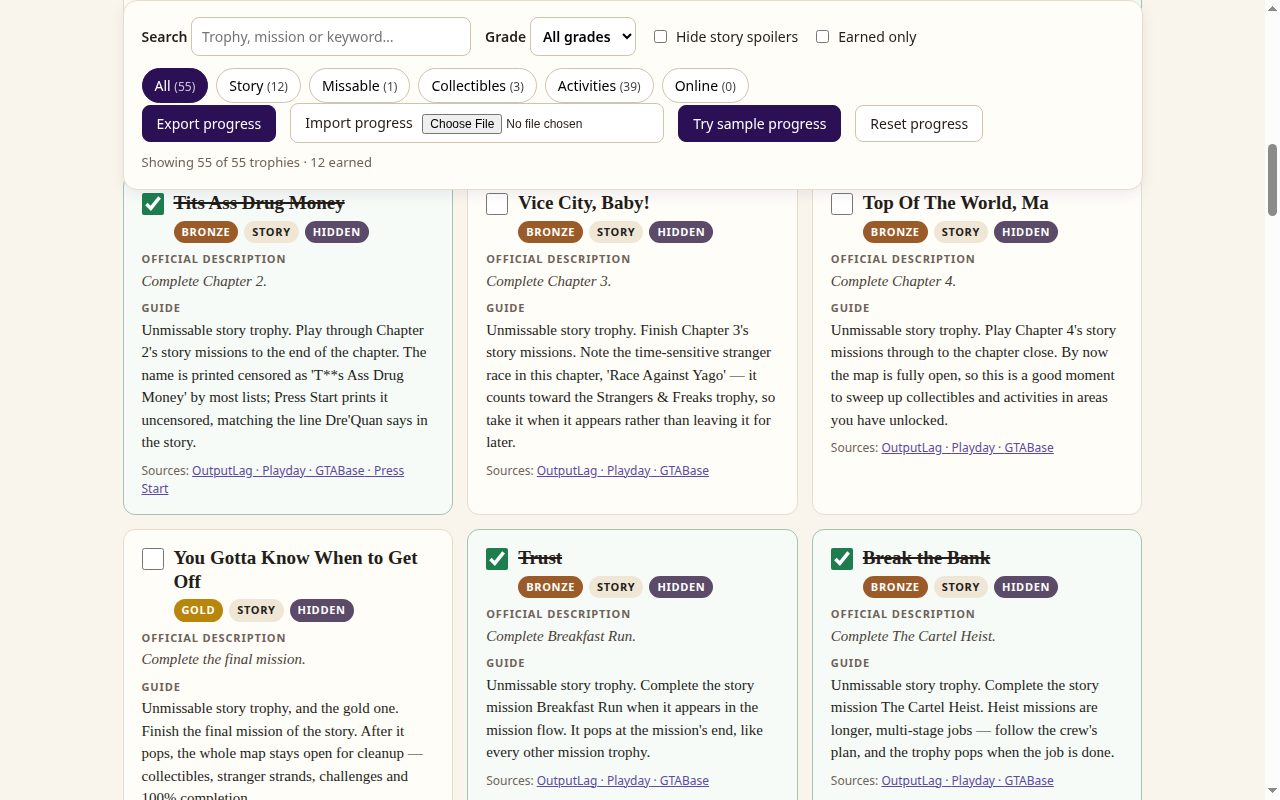 Search Trophy, mission or keyword... Grade All grades Hide story spoilers Earned only
All (55) Story (12) Missable (1) Collectibles (3) Activities (39) Online (0)
Export progress Import progress Choose File No file chosen Try sample progress Reset progress
Showing 55 of 55 trophies · 12 earned
Tits Ass Drug Money
BRONZE STORY HIDDEN
OFFICIAL DESCRIPTION
Complete Chapter 2.
GUIDE
Unmissable story trophy. Play through Chapter
2's story missions to the end of the chapter. The
name is printed censored as 'T**s Ass Drug
Money' by most lists; Press Start prints it
uncensored, matching the line Dre'Quan says in
the story.
Sources: OutputLag · Playday · GTABase · Press
Start
Vice City, Baby!
BRONZE STORY HIDDEN
OFFICIAL DESCRIPTION
Complete Chapter 3.
GUIDE
Unmissable story trophy. Finish Chapter 3's
story missions. Note the time-sensitive stranger
race in this chapter, 'Race Against Yago' — it
counts toward the Strangers & Freaks trophy, so
take it when it appears rather than leaving it for
later.
Sources: OutputLag · Playday · GTABase
Top Of The World, Ma
BRONZE STORY HIDDEN
OFFICIAL DESCRIPTION
Complete Chapter 4.
GUIDE
Unmissable story trophy. Play Chapter 4's story
missions through to the chapter close. By now
the map is fully open, so this is a good moment
to sweep up collectibles and activities in areas
you have unlocked.
Sources: OutputLag · Playday · GTABase
You Gotta Know When to Get
Off
GOLD STORY HIDDEN
OFFICIAL DESCRIPTION
Complete the final mission.
GUIDE
Unmissable story trophy, and the gold one.
Finish the final mission of the story. After it
pops, the whole map stays open for cleanup —
collectibles, stranger strands, challenges and
100% completion
Trust
BRONZE STORY HIDDEN
OFFICIAL DESCRIPTION
Complete Breakfast Run.
GUIDE
Unmissable story trophy. Complete the story
mission Breakfast Run when it appears in the
mission flow. It pops at the mission's end, like
every other mission trophy.
Sources: OutputLag · Playday · GTABase
Break the Bank
BRONZE STORY HIDDEN
OFFICIAL DESCRIPTION
Complete The Cartel Heist.
GUIDE
Unmissable story trophy. Complete the story
mission The Cartel Heist. Heist missions are
longer, multi-stage jobs — follow the crew's
plan, and the trophy pops when the job is done.
Sources: OutputLag · Playday · GTABase